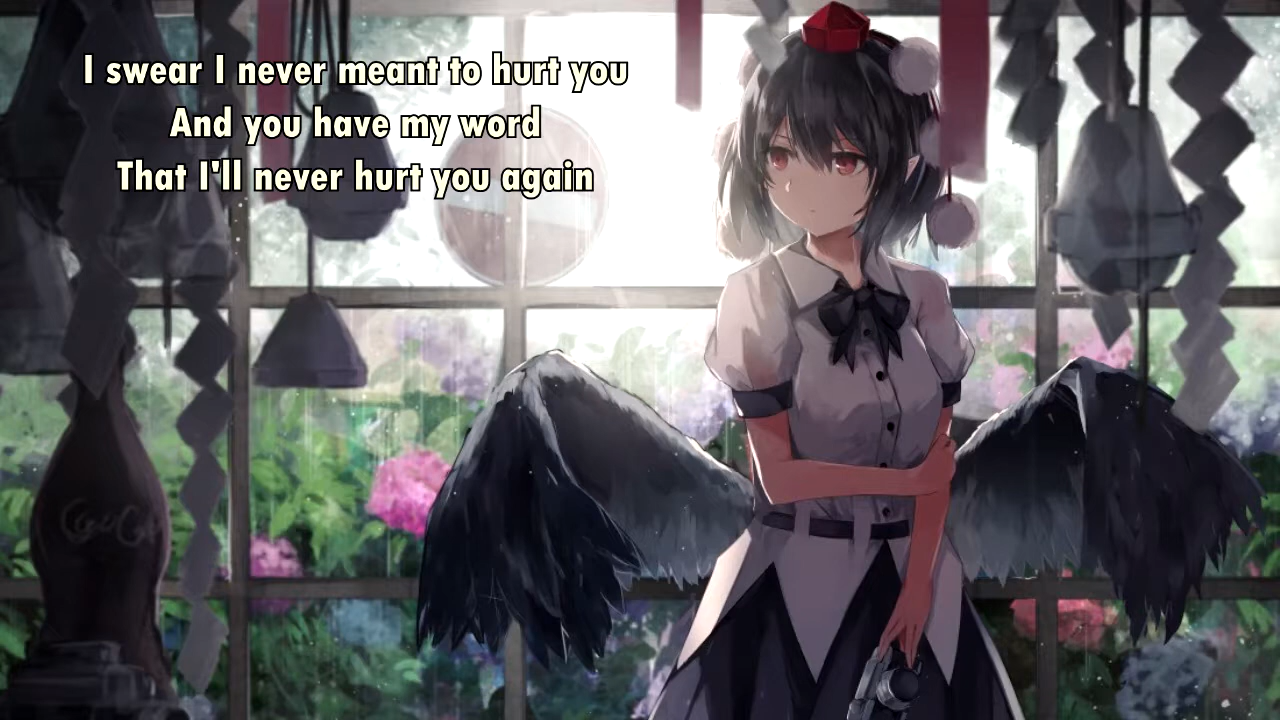 I swear I never meant to hurt you
And you have my word
That I'll never hurt you again